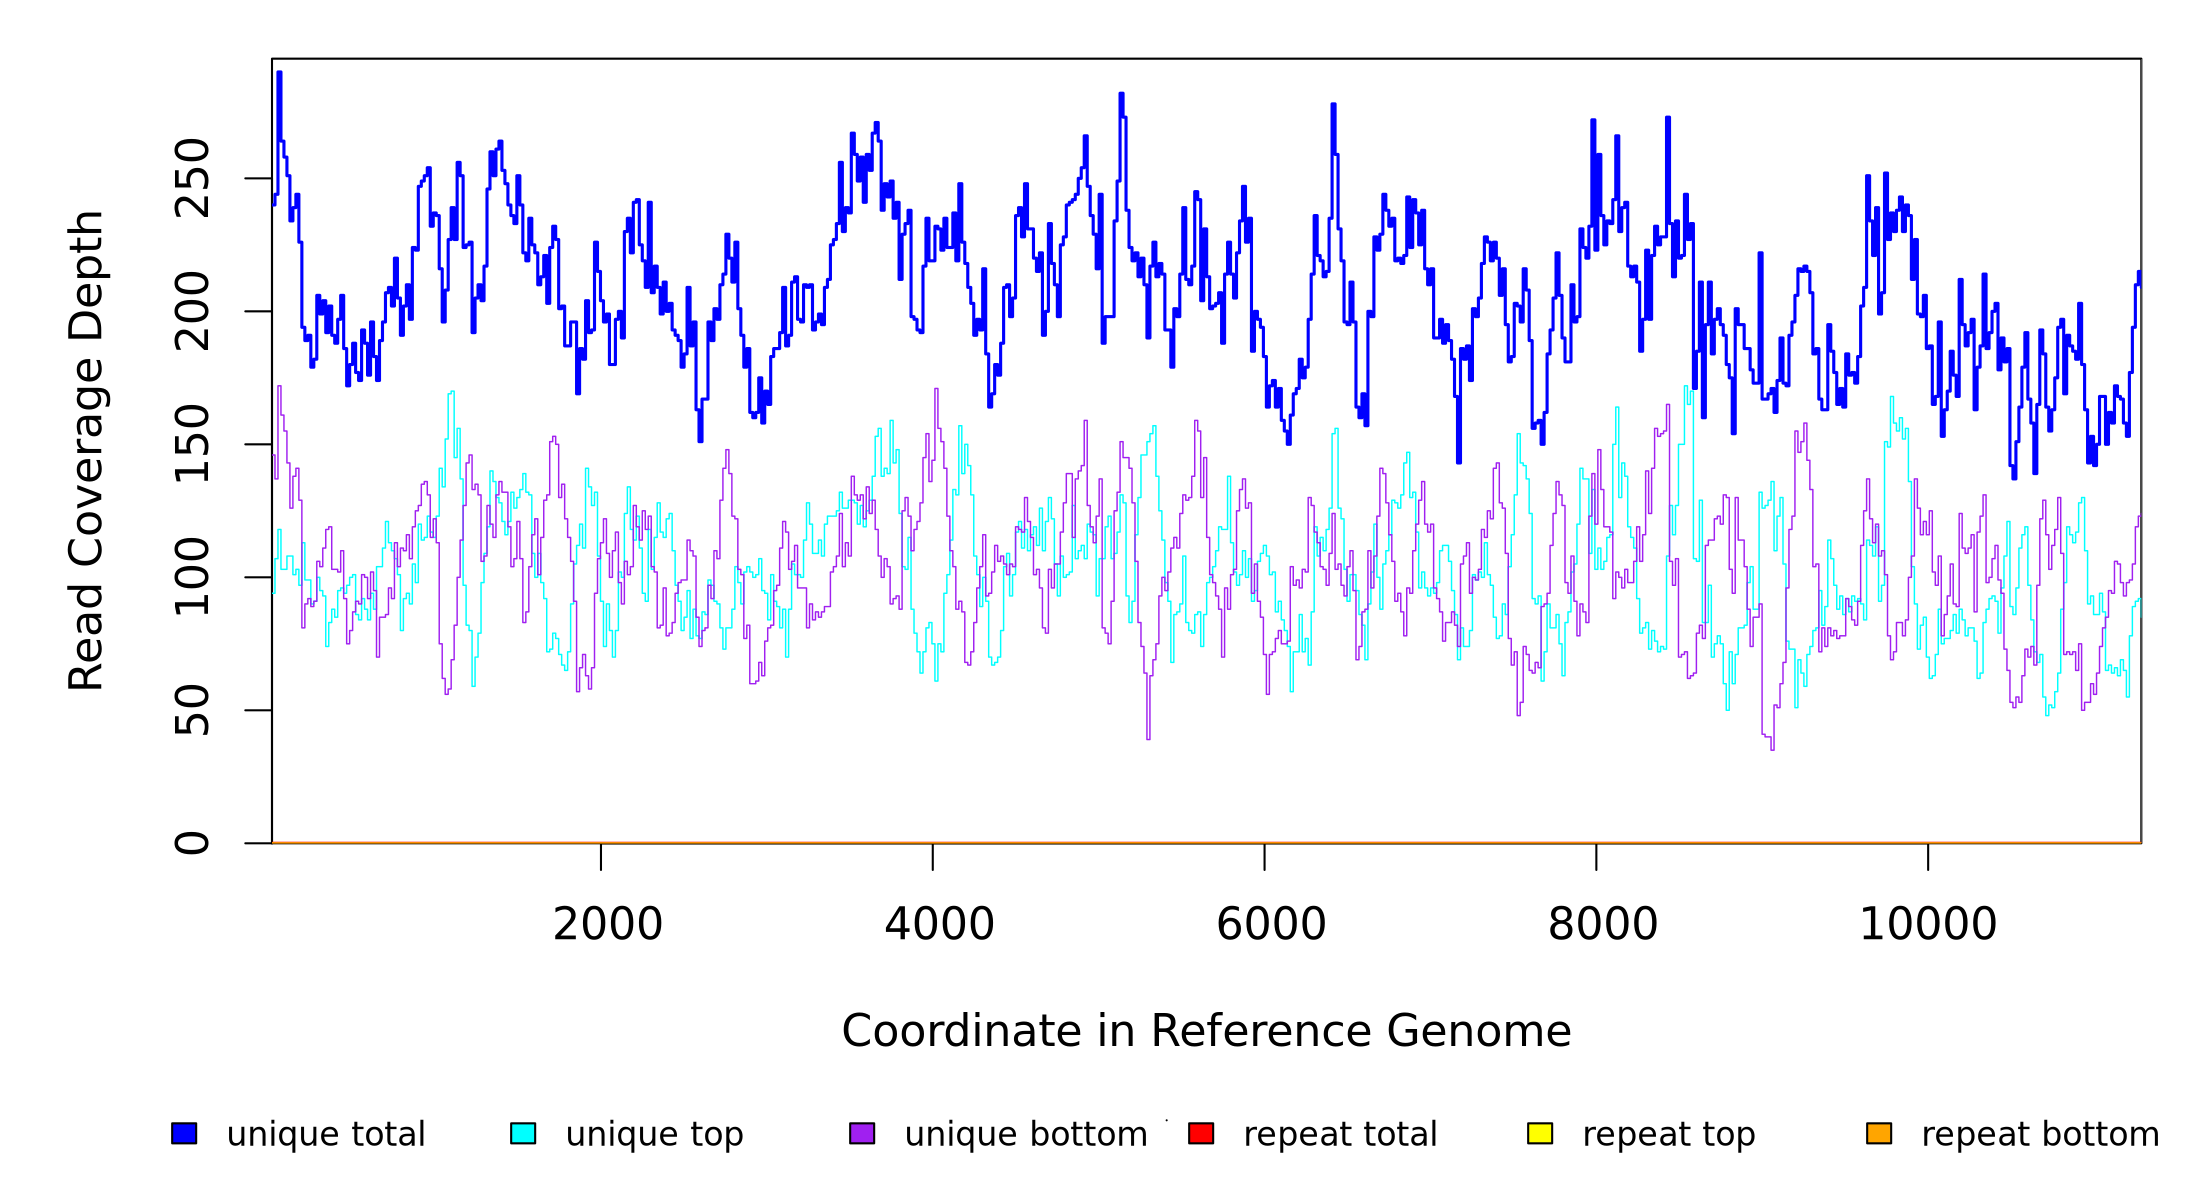 Read Coverage Depth
250
200
150
100
50
0
2000 4000 6000 8000 10000
Coordinate in Reference Genome
unique total unique top unique bottom repeat total repeat top repeat bottom